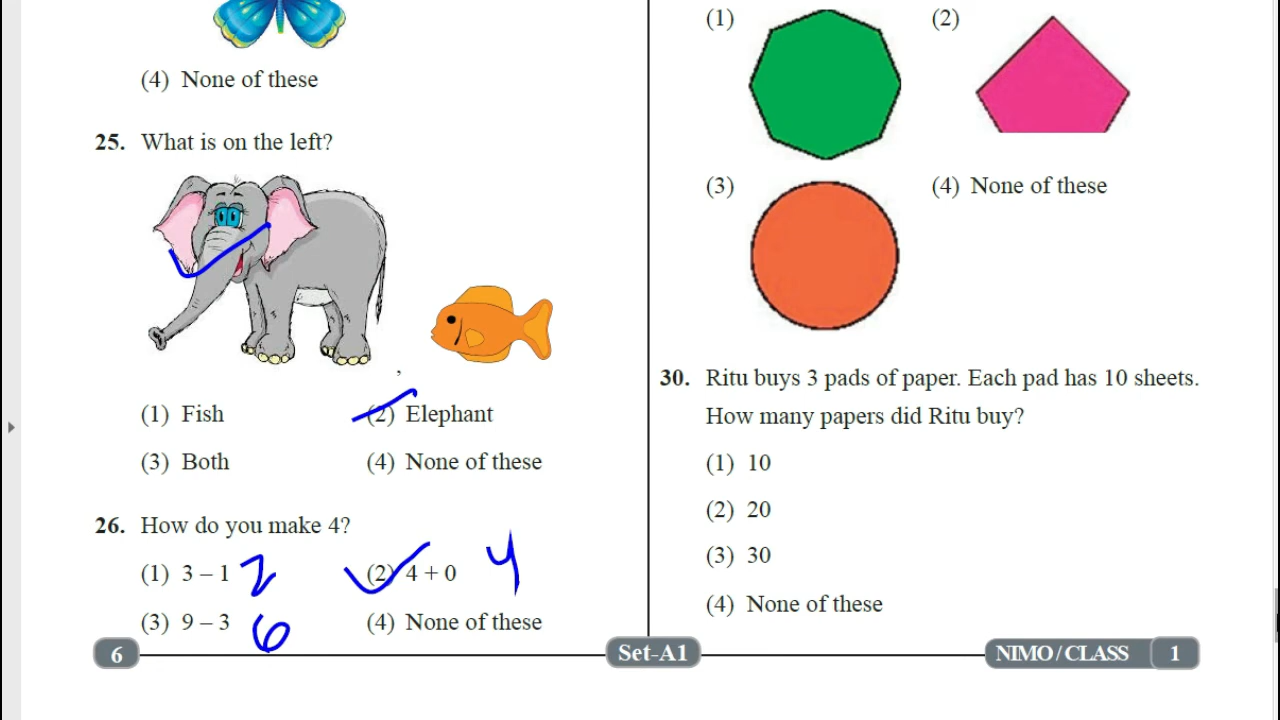 (4) None of these
25. What is on the left?
,
(1) Fish (2) Elephant
(3) Both (4) None of these
26. How do you make 4?
(1) 3 – 1 2 (2) 4 + 0 4
(3) 9 – 3 6 (4) None of these
(1) (2)
(3) (4) None of these
30. Ritu buys 3 pads of paper. Each pad has 10 sheets.
How many papers did Ritu buy?
(1) 10
(2) 20
(3) 30
(4) None of these
6 Set-A1 NIMO / CLASS 1